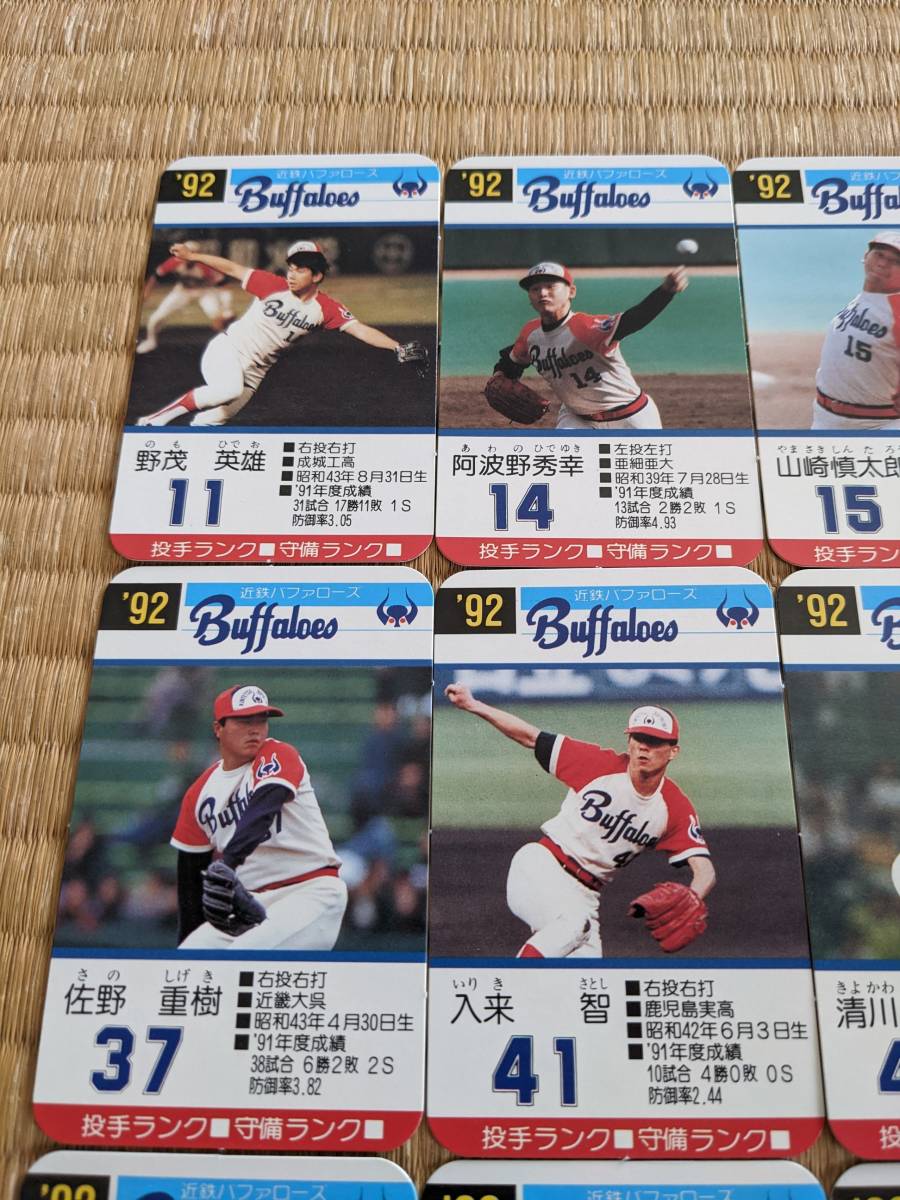 '92
近鉄バファローズ
Buffaloes
Buffaloes
のも ひでお
野茂 英雄
11
■右投右打
■成城工高
■昭和43年8月31日生
■'91年度成績
31試合 17勝11敗 1S
防御率3.05
投手ランク■ 守備ランク■
'92
近鉄バファローズ
Buffaloes
Buffaloes
14
あわのひでゆき
阿波野秀幸
14
■左投左打
■亜細亜大
■昭和39年7月28日生
■'91年度成績
13試合 2勝2敗 1S
防御率4.93
投手ランク■ 守備ランク■
'92
15
やまさきしんたろ
山崎慎太郎
15
投手ラン
'92
近鉄バファローズ
Buffaloes
さの しげき
佐野 重樹
37
■右投右打
■近畿大呉
■昭和43年4月30日生
■'91年度成績
38試合 6勝2敗 2S
防御率3.82
投手ランク■ 守備ランク■
'92
近鉄バファローズ
Buffaloes
Buffaloes
いりき さとし
入来 智
41
■右投右打
■鹿児島実高
■昭和42年6月3日生
■'91年度成績
10試合 4勝0敗 0S
防御率2.44
投手ランク■ 守備ランク■
'92
きよかわ
清川
4
投
近鉄バファローズ
近鉄バファローズ